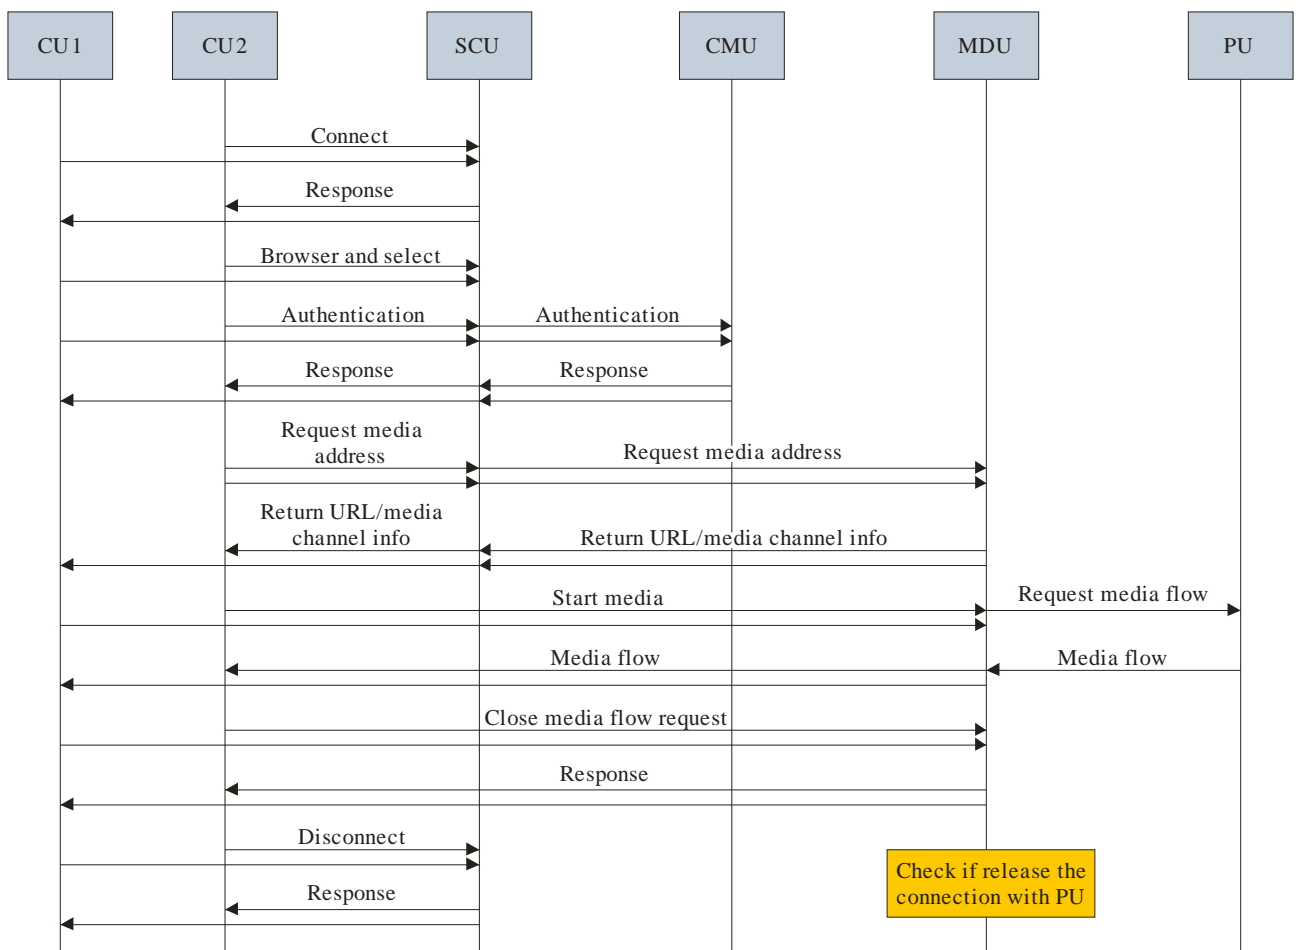 CU1
CU2
SCU
CMU
MDU
PU
Connect
Response
Browser and select
Authentication
Authentication
Response
Response
Request media
address
Request media address
Return URL/media
channel info
Return URL/media channel info
Start media
Request media flow
Media flow
Media flow
Close media flow request
Response
Disconnect
Check if release the
connection with PU
Response